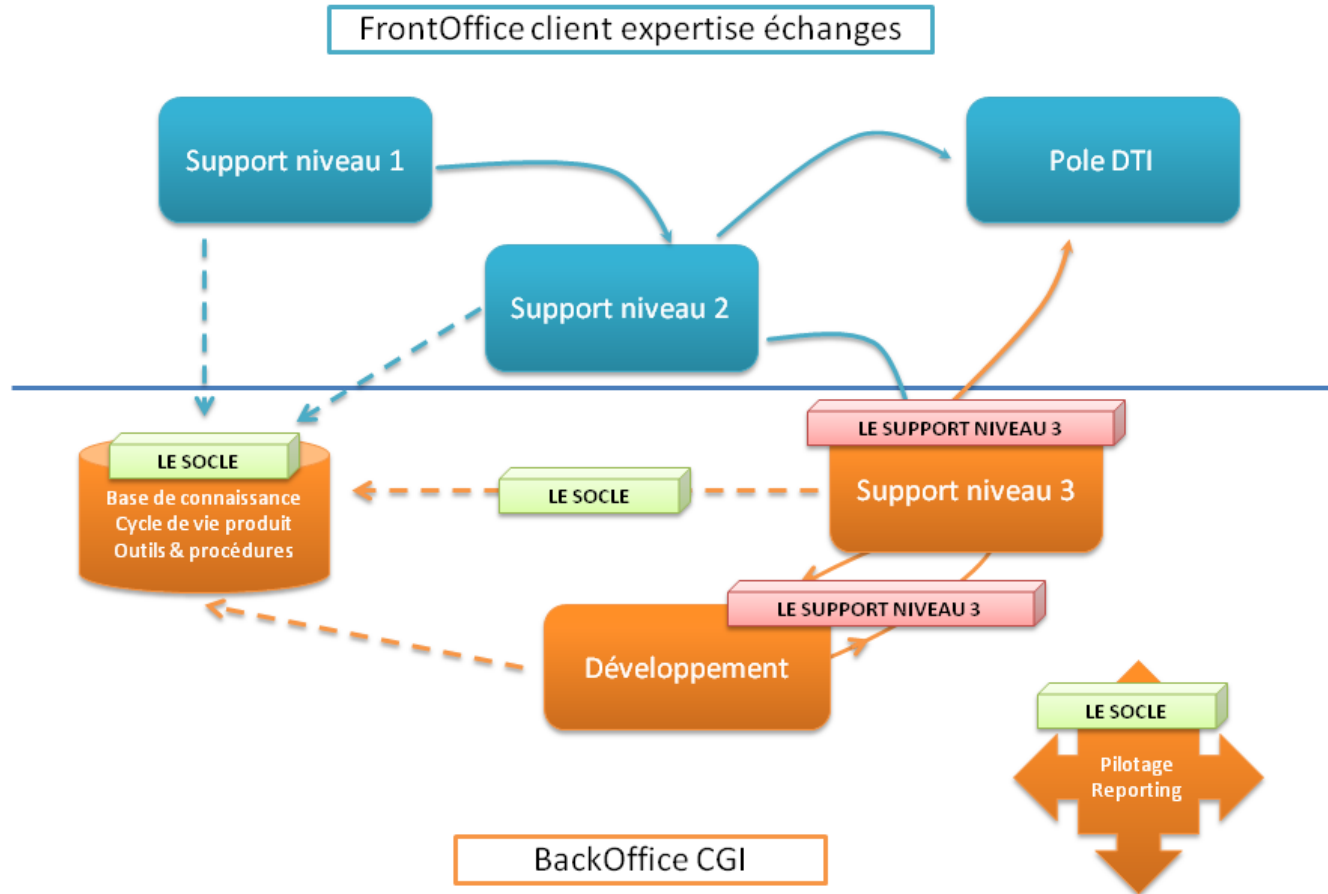 FrontOffice client expertise échanges
Support niveau 1
Pole DTI
Support niveau 2
LE SUPPORT NIVEAU 3
Support niveau 3
LE SOCLE
Base de connaissance
Cycle de vie produit
Outils & procédures
LE SOCLE
LE SUPPORT NIVEAU 3
Développement
LE SOCLE
Pilotage
Reporting
BackOffice CGI